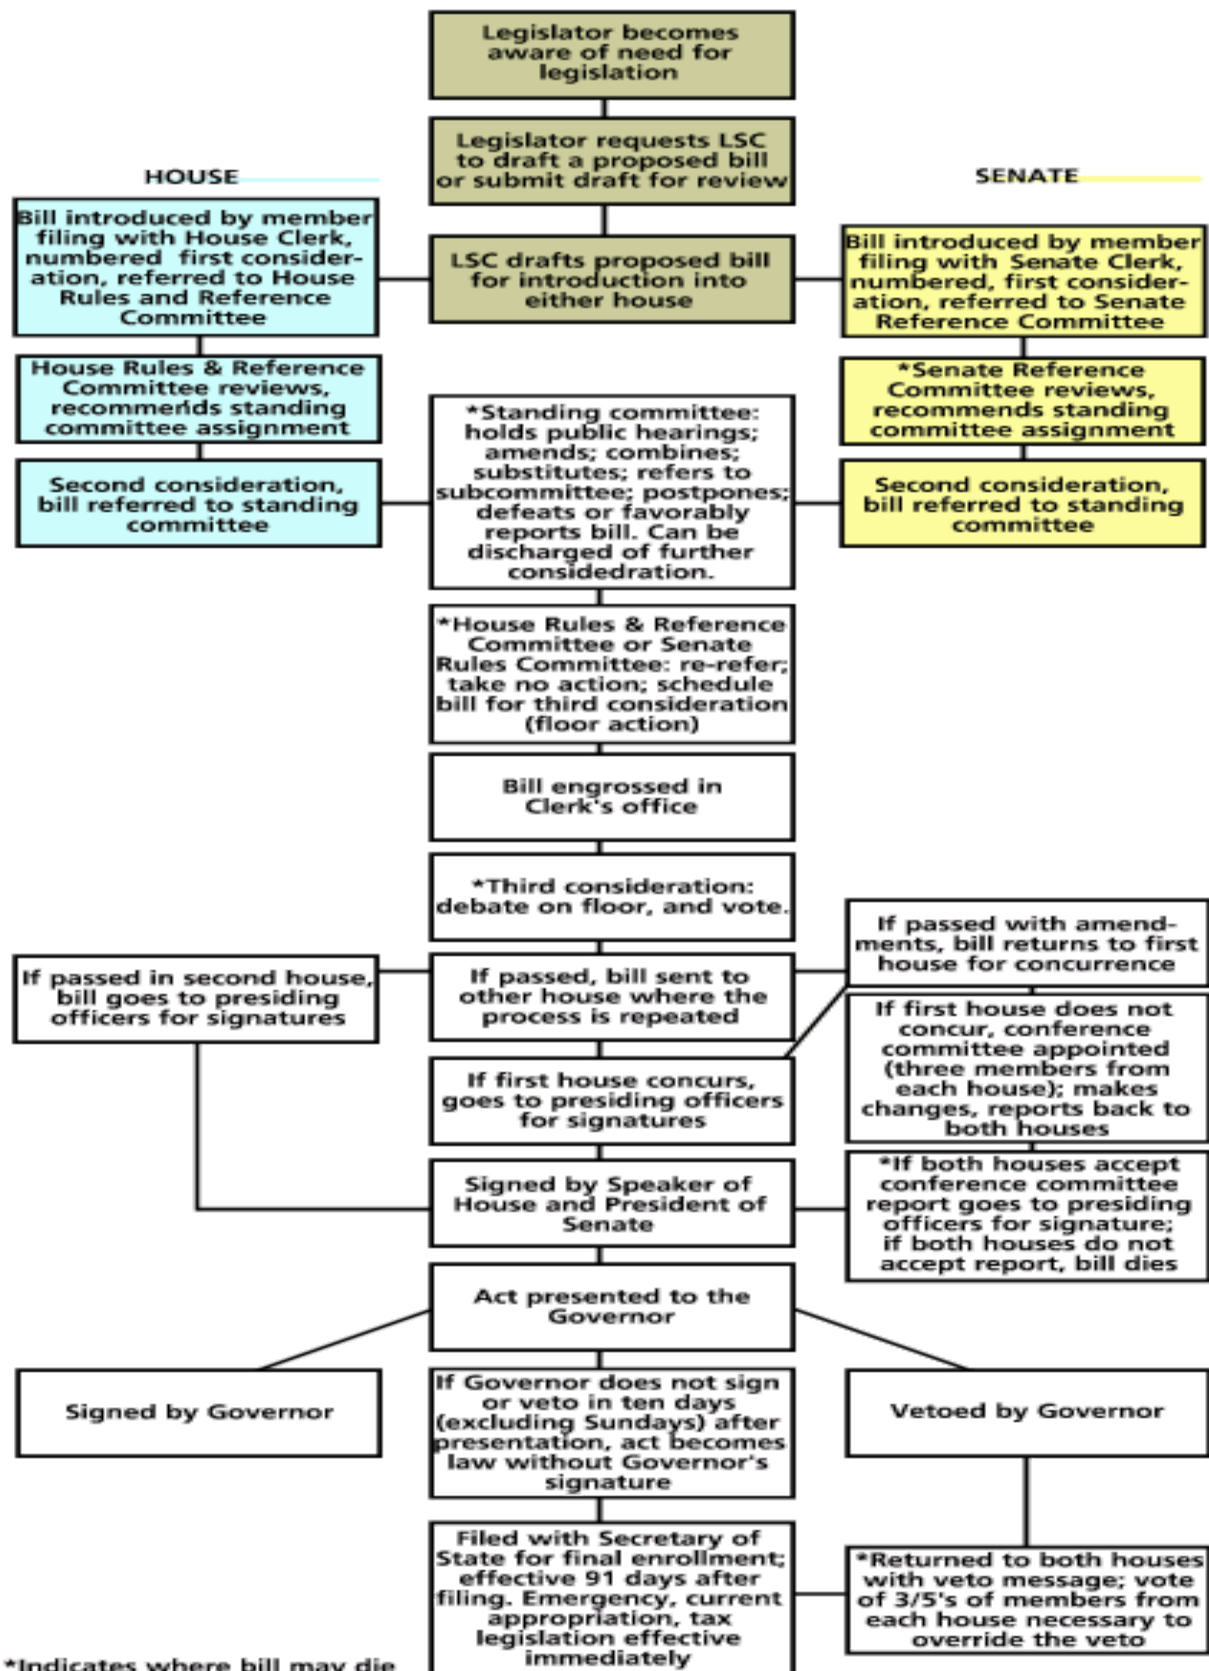 Legislator becomes
aware of need for
legislation
Legislator requests LSC
to draft a proposed bill
or submit draft for review
HOUSE
SENATE
Bill introduced by member
filing with House Clerk,
numbered first consider-
ation, referred to House
Rules and Reference
Committee
LSC drafts proposed bill
for introduction into
either house
Bill introduced by member
filing with Senate Clerk,
numbered, first consider-
ation, referred to Senate
Reference Committee
House Rules & Reference
Committee reviews,
recommends standing
committee assignment
*Senate Reference
Committee reviews,
recommends standing
committee assignment
Second consideration,
bill referred to standing
committee
*Standing committee:
holds public hearings;
amends; combines;
substitutes; refers to
subcommittee; postpones;
defeats or favorably
reports bill. Can be
discharged of further
considedration.
Second consideration,
bill referred to standing
committee
*House Rules & Reference
Committee or Senate
Rules Committee: re-refer;
take no action; schedule
bill for third consideration
(floor action)
Bill engrossed in
Clerk's office
*Third consideration:
debate on floor, and vote.
If passed in second house,
bill goes to presiding
officers for signatures
If passed, bill sent to
other house where the
process is repeated
If passed with amend-
ments, bill returns to first
house for concurrence
If first house does not
concur, conference
committee appointed
(three members from
each house); makes
changes, reports back to
both houses
If first house concurs,
goes to presiding officers
for signatures
Signed by Speaker of
House and President of
Senate
*If both houses accept
conference committee
report goes to presiding
officers for signature;
if both houses do not
accept report, bill dies
Act presented to the
Governor
Signed by Governor
If Governor does not sign
or veto in ten days
(excluding Sundays) after
presentation, act becomes
law without Governor's
signature
Vetoed by Governor
Filed with Secretary of
State for final enrollment;
effective 91 days after
filing. Emergency, current
appropriation, tax
legislation effective
immediately
*Returned to both houses
with veto message; vote
of 3/5's of members from
each house necessary to
override the veto
*Indicates where bill may die